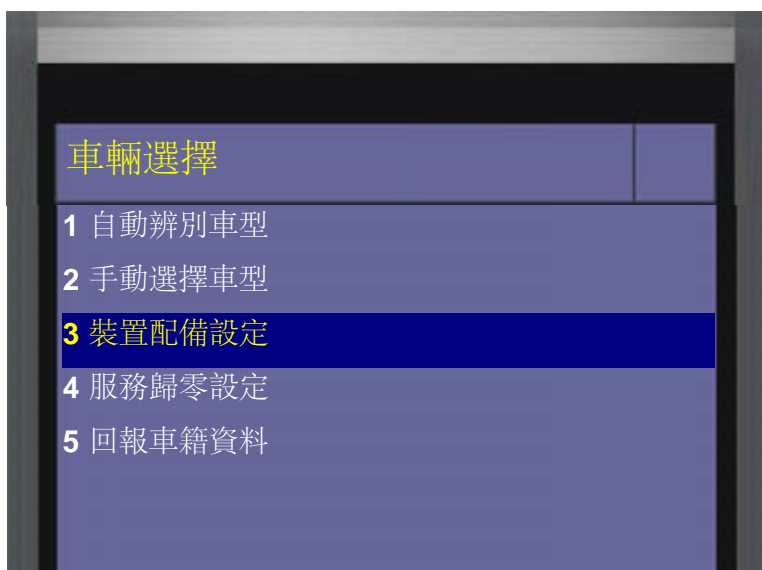 車輛選擇
1 自動辨別車型
2 手動選擇車型
3 裝置配備設定
4 服務歸零設定
5 回報車籍資料